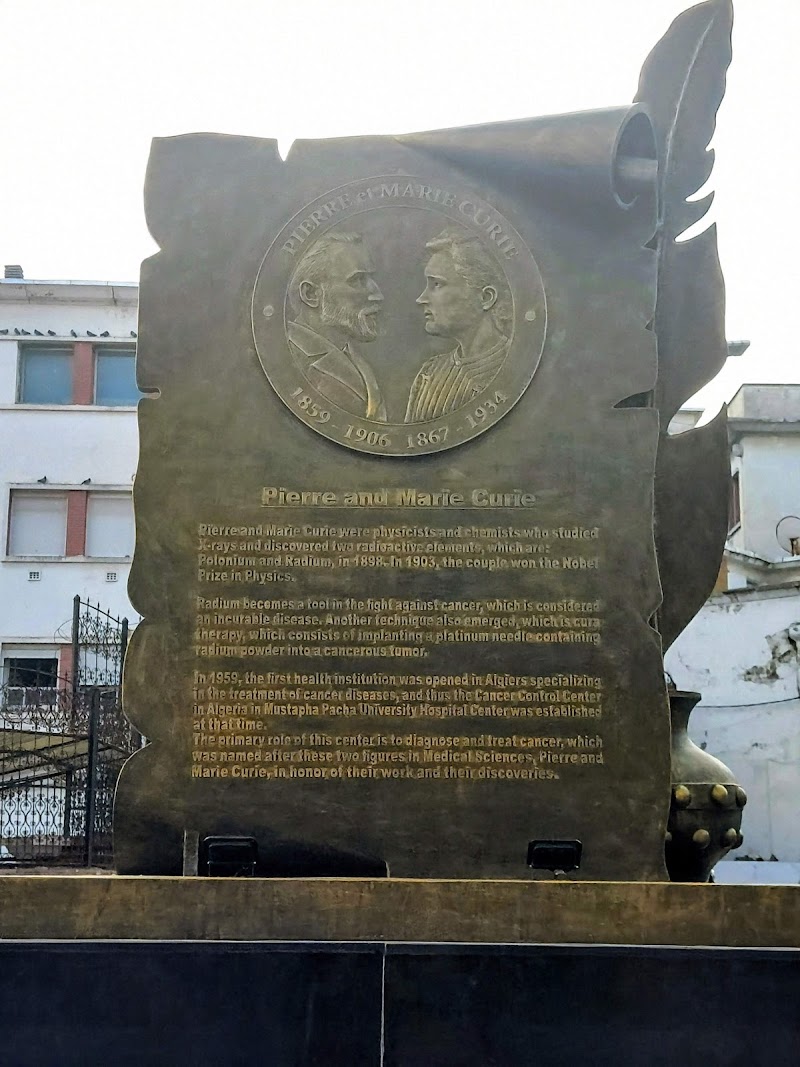 PIERRE et MARIE CURIE
1859 - 1906 1867 - 1934
Pierre and Marie Curie
Pierre and Marie Curie were physicists and chemists who studied
X-rays and discovered two radioactive elements, which are:
Polonium and Radium, in 1898. In 1903, the couple won the Nobel
Prize in Physics.
Radium becomes a tool in the fight against cancer, which is considered
an incurable disease. Another technique also emerged, which is cura
therapy, which consists of implanting a platinum needle containing
radium powder into a cancerous tumor.
In 1959, the first health institution was opened in Algiers specializing
in the treatment of cancer diseases, and thus the Cancer Control Center
in Algeria in Mustapha Pacha University Hospital Center was established
at that time.
The primary role of this center is to diagnose and treat cancer, which
was named after these two figures in Medical Sciences, Pierre and
Marie Curie, in honor of their work and their discoveries.